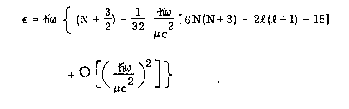 ϵ = ħω { (N + 3/2) - 1/32 ħω/μc² [6N(N+3) - 2ℓ(ℓ+1) - 15]
+ O [(ħω/μc²)²] }